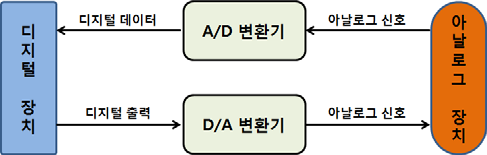 디지털 장치
디지털 데이터
A/D 변환기
아날로그 신호
아날로그 장치
디지털 출력
D/A 변환기
아날로그 신호